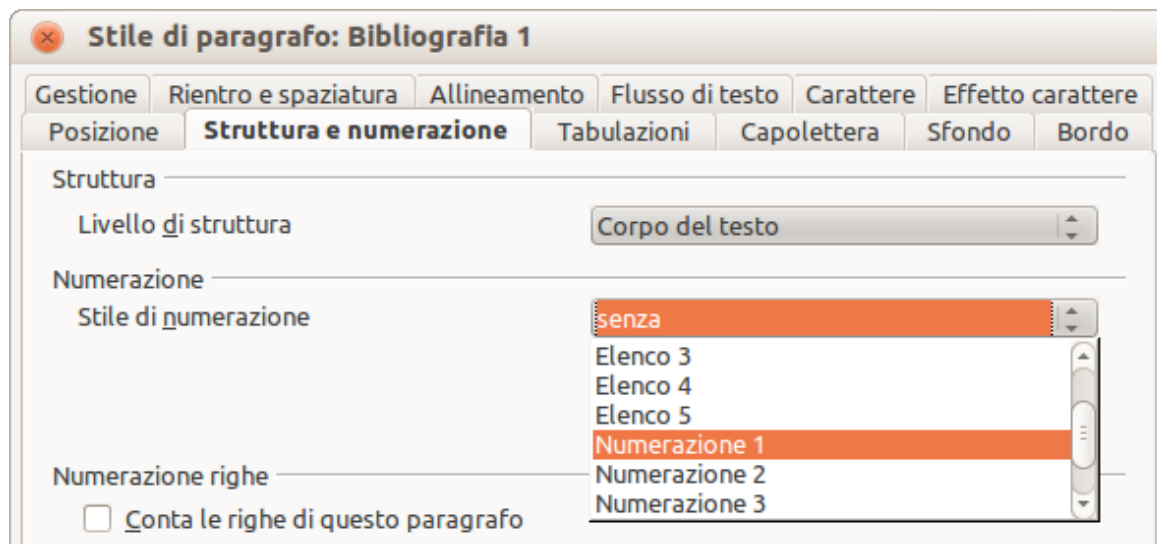 Stile di paragrafo: Bibliografia 1
Gestione Rientro e spaziatura Allineamento Flusso di testo Carattere Effetto carattere
Posizione Struttura e numerazione Tabulazioni Capolettera Sfondo Bordo
Struttura
Livello di struttura Corpo del testo
Numerazione
Stile di numerazione senza
Elenco 3
Elenco 4
Elenco 5
Numerazione 1
Numerazione 2
Numerazione 3
Numerazione righe
Conta le righe di questo paragrafo